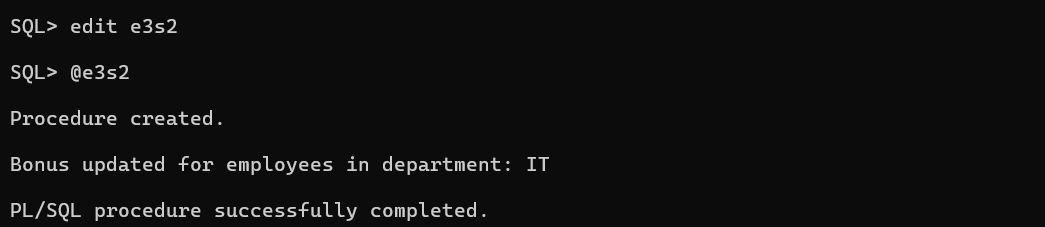 SQL> edit e3s2
SQL> @e3s2
Procedure created.
Bonus updated for employees in department: IT
PL/SQL procedure successfully completed.